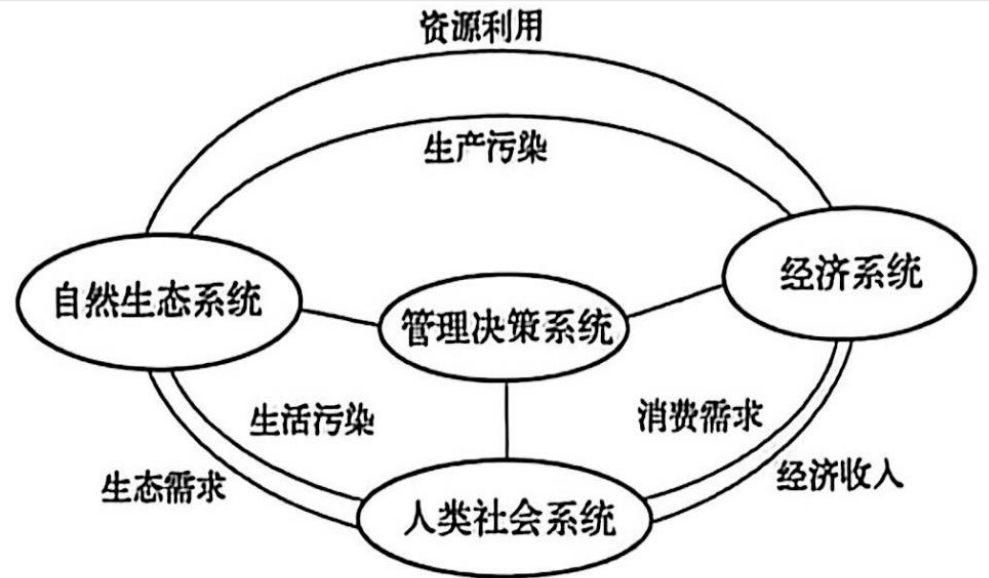 资源利用
生产污染
自然生态系统
经济系统
管理决策系统
生活污染
消费需求
生态需求
经济收入
人类社会系统